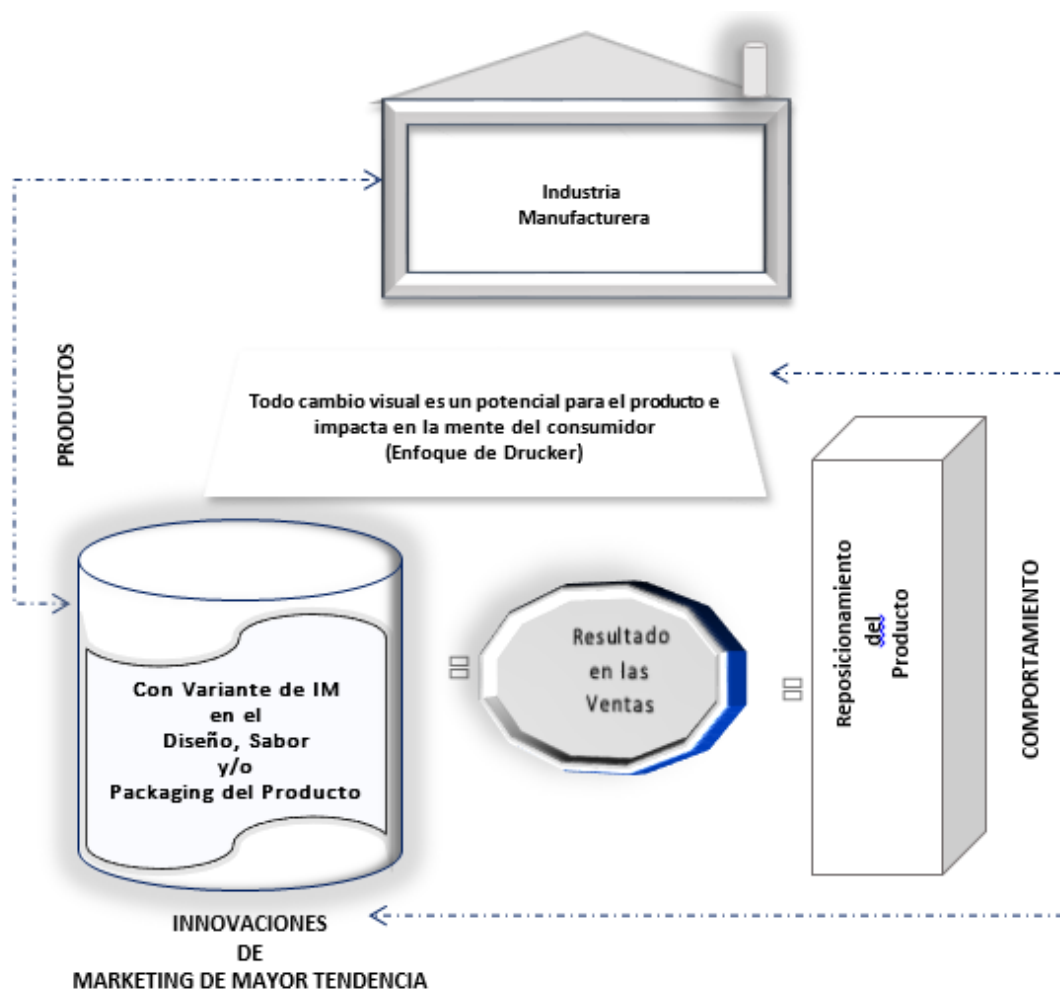 Industria
Manufacturera
PRODUCTOS
Todo cambio visual es un potencial para el producto e
impacta en la mente del consumidor
(Enfoque de Drucker)
Con Variante de IM
en el
Diseño, Sabor
y/o
Packaging del Producto
Resultado
en las
Ventas
Reposicionamiento
del
Producto
COMPORTAMIENTO
INNOVACIONES
DE
MARKETING DE MAYOR TENDENCIA